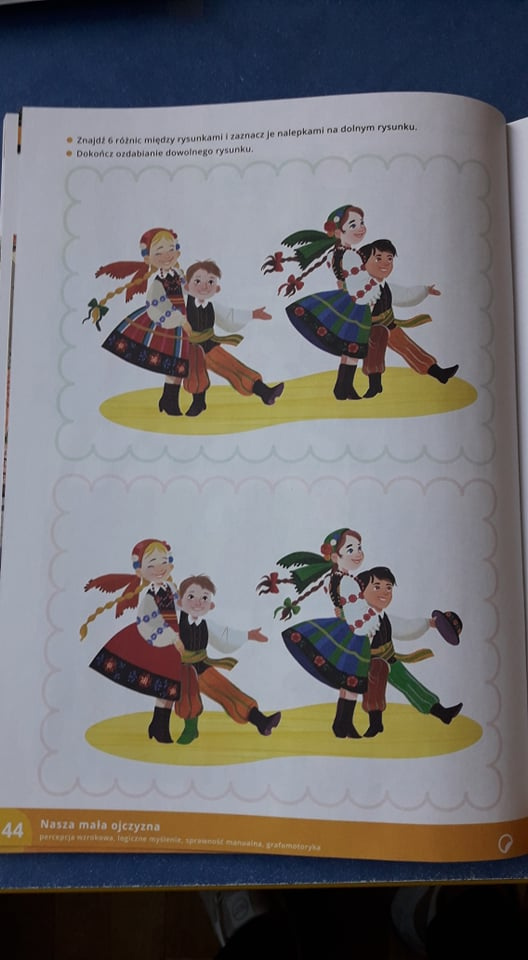 Znajdź 6 różnic między rysunkami i zaznacz je nalepkami na dolnym rysunku.
Dokończ ozdabianie dowolnego rysunku.
44
Nasza mała ojczyzna
percepcja wzrokowa, logiczne myślenie, sprawność manualna, grafomotoryka